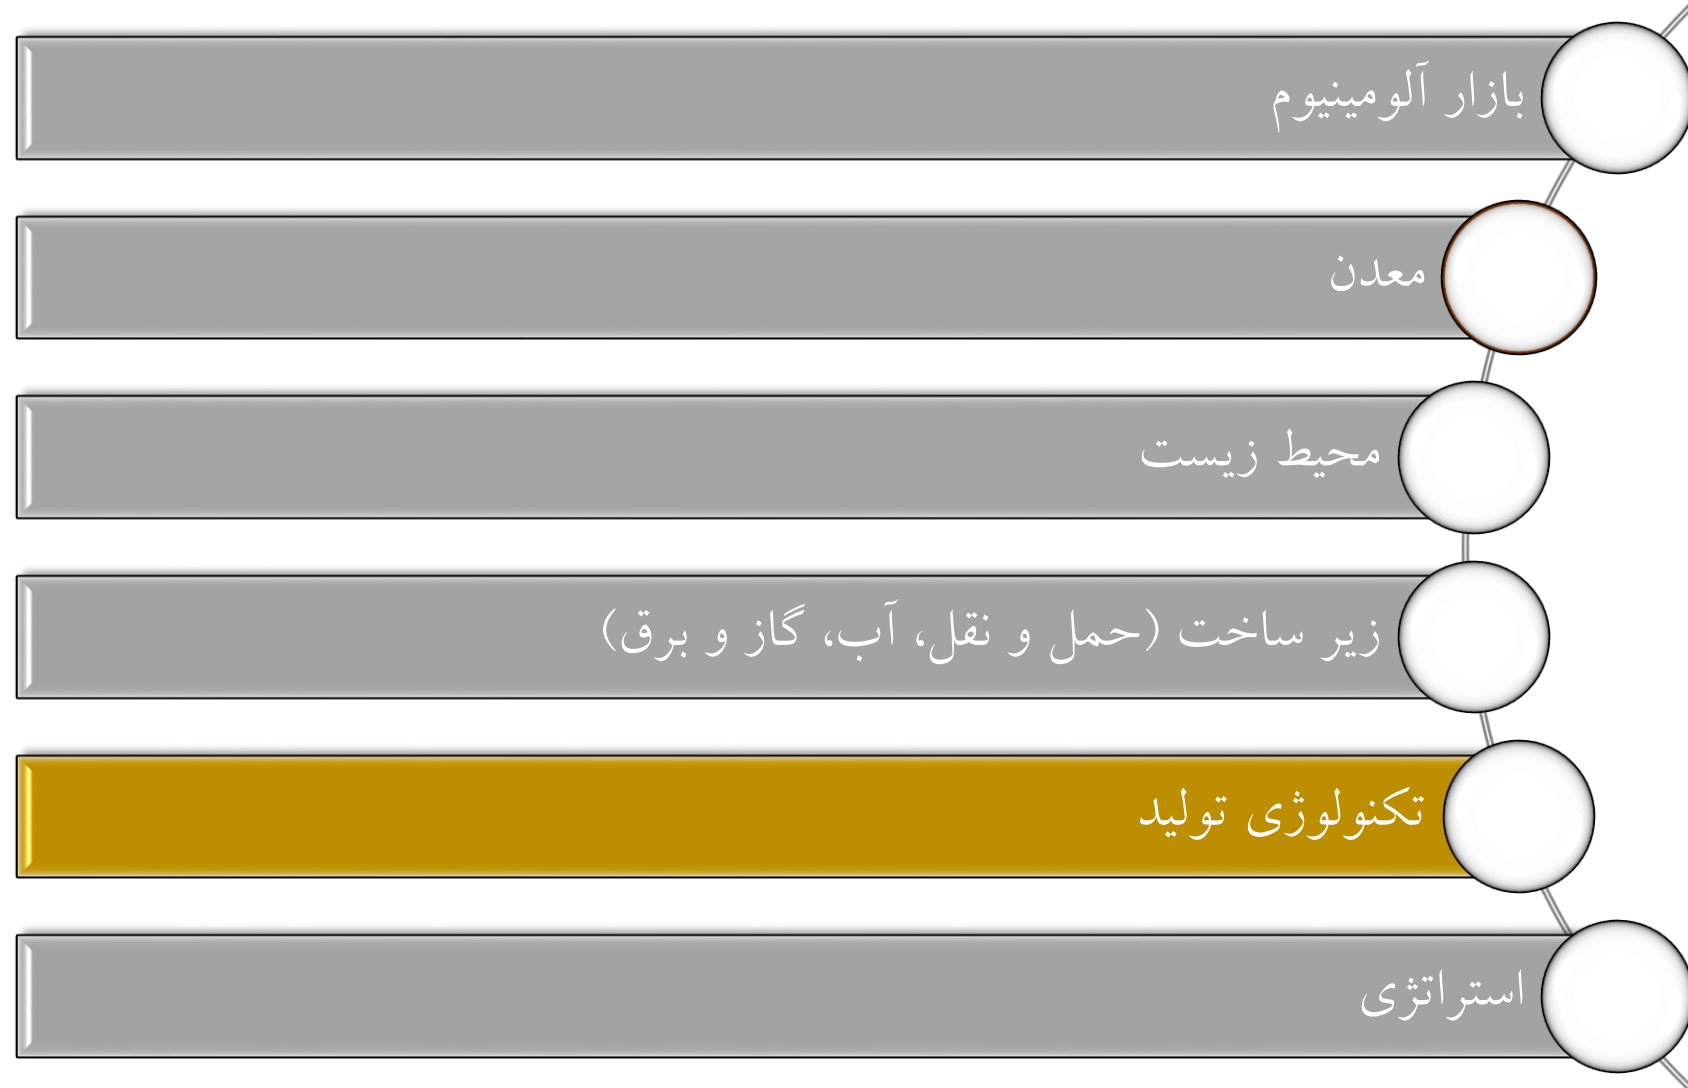 بازار آلومینیوم
معدن
محیط زیست
زیر ساخت (حمل و نقل، آب، گاز و برق)
تکنولوژی تولید
استراتژی